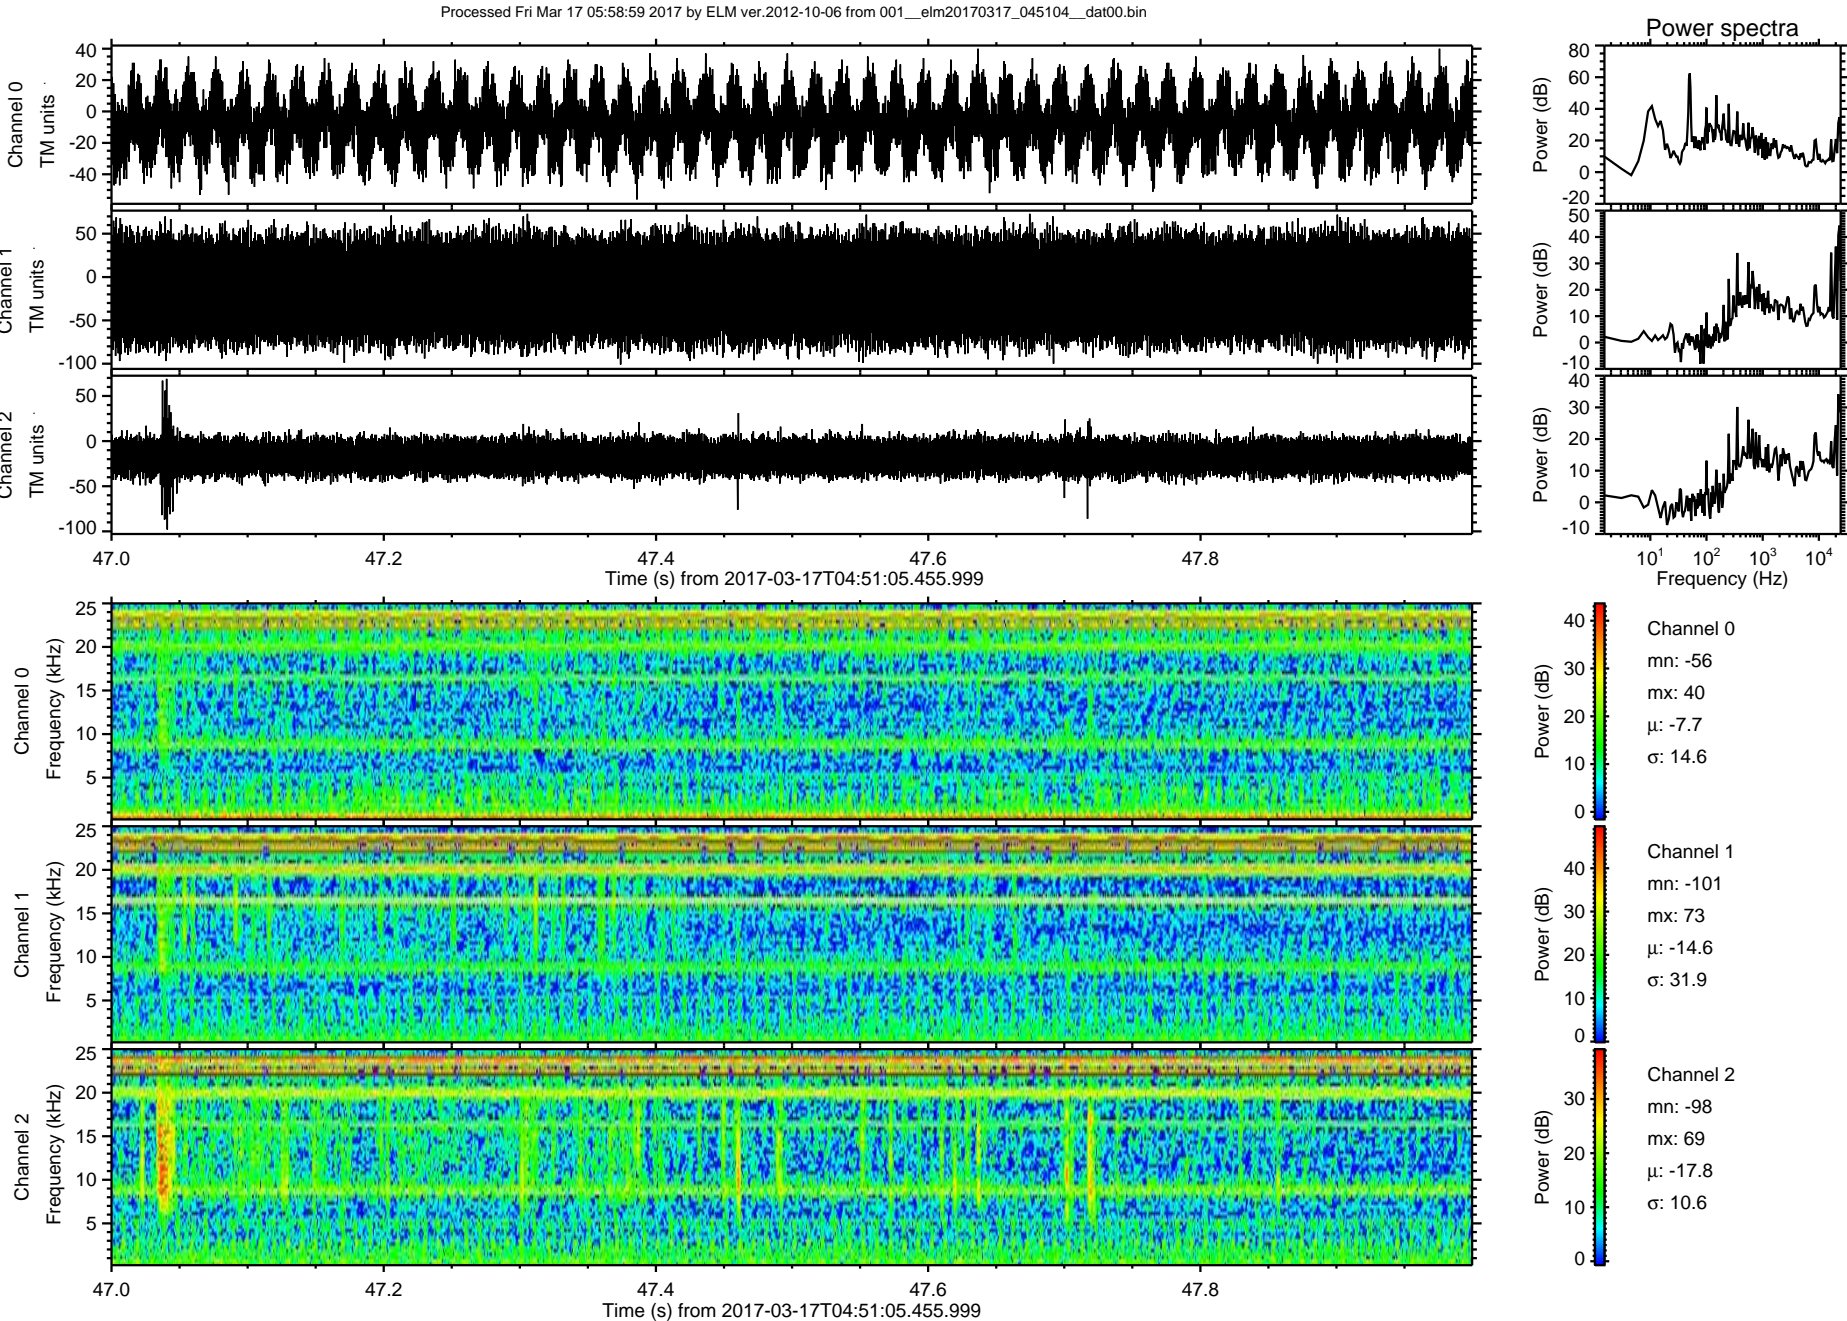 Processed Fri Mar 17 05:58:59 2017 by ELM ver.2012-10-06 from 001__elm20170317_045104__dat00.bin
Power spectra
Channel 0
TM units
40
20
0
-20
-40
Power (dB)
80
60
40
20
0
-20
Channel 1
TM units
50
0
-50
-100
Power (dB)
50
40
30
20
10
0
-10
Channel 2
TM units
50
0
-50
-100
Power (dB)
40
30
20
10
0
-10
47.0 47.2 47.4 47.6 47.8
Time (s) from 2017-03-17T04:51:05.455.999
10¹ 10² 10³ 10⁴
Frequency (Hz)
Channel 0
Frequency (kHz)
25
20
15
10
5
Power (dB)
40
30
20
10
0
Channel 0
mn: -56
mx: 40
μ: -7.7
σ: 14.6
Channel 1
Frequency (kHz)
25
20
15
10
5
Power (dB)
40
30
20
10
0
Channel 1
mn: -101
mx: 73
μ: -14.6
σ: 31.9
Channel 2
Frequency (kHz)
25
20
15
10
5
Power (dB)
30
20
10
0
Channel 2
mn: -98
mx: 69
μ: -17.8
σ: 10.6
47.0 47.2 47.4 47.6 47.8
Time (s) from 2017-03-17T04:51:05.455.999